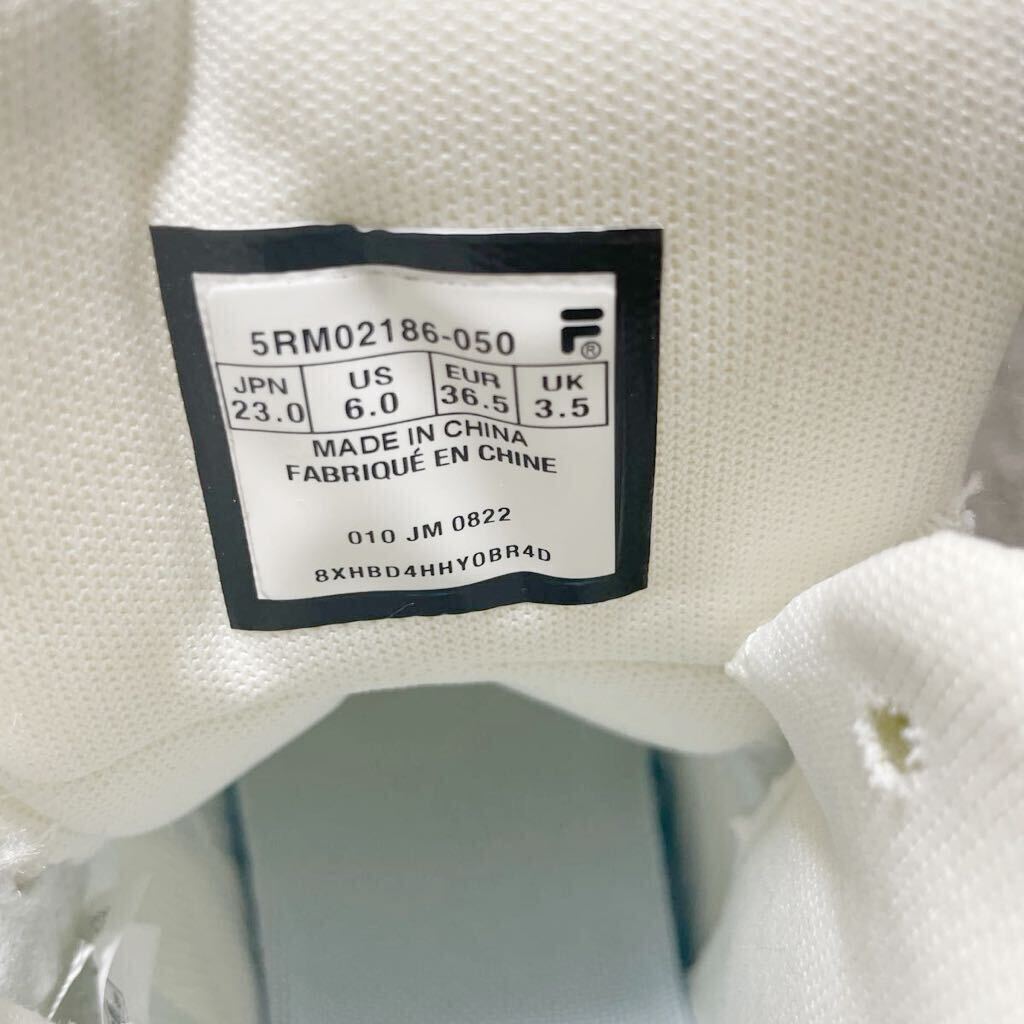 5RM02186-050
F®
JPN US EUR UK
23.0 6.0 36.5 3.5
MADE IN CHINA
FABRIQUÉ EN CHINE
010 JM 0822
8XHBD4HHY0BR4D